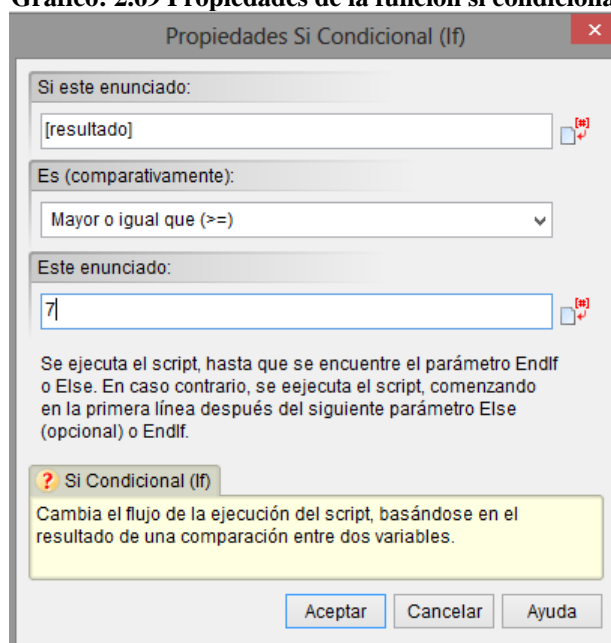 Gráfico: 2.69 Propiedades de la función si condiciona
Propiedades Si Condicional (If)
Si este enunciado:
[resultado]
Es (comparativamente):
Mayor o igual que (>=)
Este enunciado:
7
Se ejecuta el script, hasta que se encuentre el parámetro EndIf
o Else. En caso contrario, se eejecuta el script, comenzando
en la primera línea después del siguiente parámetro Else
(opcional) o EndIf.
? Si Condicional (If)
Cambia el flujo de la ejecución del script, basándose en el
resultado de una comparación entre dos variables.
Aceptar Cancelar Ayuda